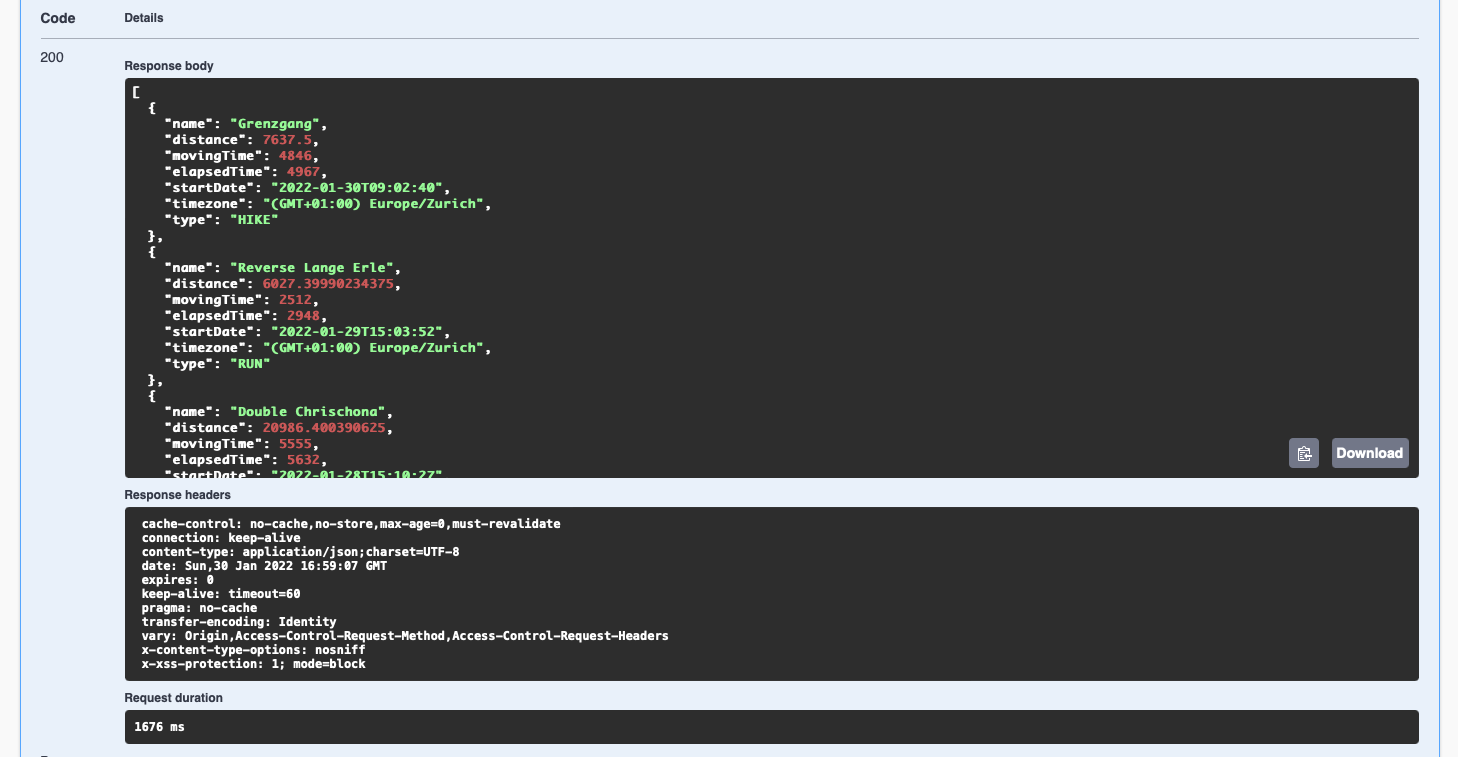 Code Details
200
Response body
[
{
"name": "Grenzgang",
"distance": 7637.5,
"movingTime": 4846,
"elapsedTime": 4967,
"startDate": "2022-01-30T09:02:40",
"timezone": "(GMT+01:00) Europe/Zurich",
"type": "HIKE"
},
{
"name": "Reverse Lange Erle",
"distance": 6027.39990234375,
"movingTime": 2512,
"elapsedTime": 2948,
"startDate": "2022-01-29T15:03:52",
"timezone": "(GMT+01:00) Europe/Zurich",
"type": "RUN"
},
{
"name": "Double Chrischona",
"distance": 20986.400390625,
"movingTime": 5555,
"elapsedTime": 5632,
"startDate": "2022-01-28T15:10:27"
Download
Response headers
cache-control: no-cache,no-store,max-age=0,must-revalidate
connection: keep-alive
content-type: application/json;charset=UTF-8
date: Sun,30 Jan 2022 16:59:07 GMT
expires: 0
keep-alive: timeout=60
pragma: no-cache
transfer-encoding: Identity
vary: Origin,Access-Control-Request-Method,Access-Control-Request-Headers
x-content-type-options: nosniff
x-xss-protection: 1; mode=block
Request duration
1676 ms